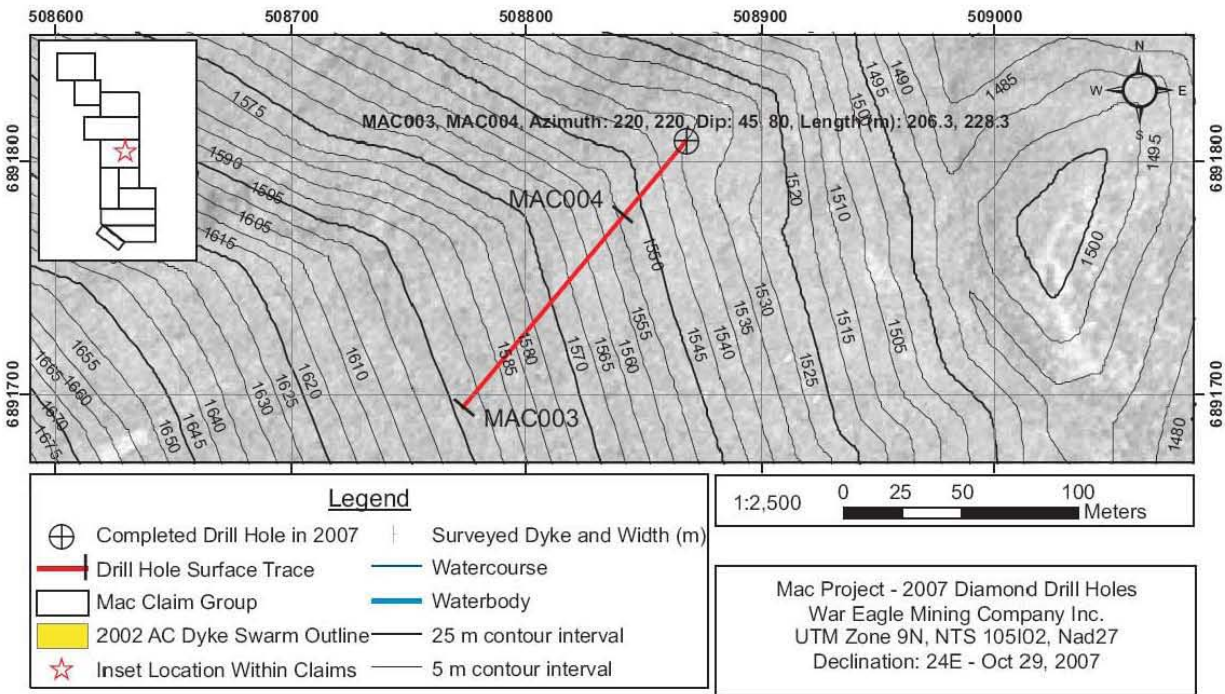 508600
508700
508800
508900
509000
N
W
E
S
6891800
6891700
6891800
6891700
MAC003, MAC004, Azimuth: 220, 220, Dip: 45 80, Length (m): 206.3, 228.3
MAC004
MAC003
1575
1590
1595
1605
1615
1665
1655
1660
1670
1675
1650
1645
1640
1630
1625
1620
1610
1585
1580
1570
1565
1560
1555
1550
1545
1540
1535
1530
1525
1520
1515
1510
1505
1495
1490
1485
1495
1500
1480
Legend
Completed Drill Hole in 2007
Surveyed Dyke and Width (m)
Drill Hole Surface Trace
Watercourse
Mac Claim Group
Waterbody
2002 AC Dyke Swarm Outline
25 m contour interval
Inset Location Within Claims
5 m contour interval
1:2,500
0 25 50 100
Meters
Mac Project - 2007 Diamond Drill Holes
War Eagle Mining Company Inc.
UTM Zone 9N, NTS 105I02, Nad27
Declination: 24E - Oct 29, 2007